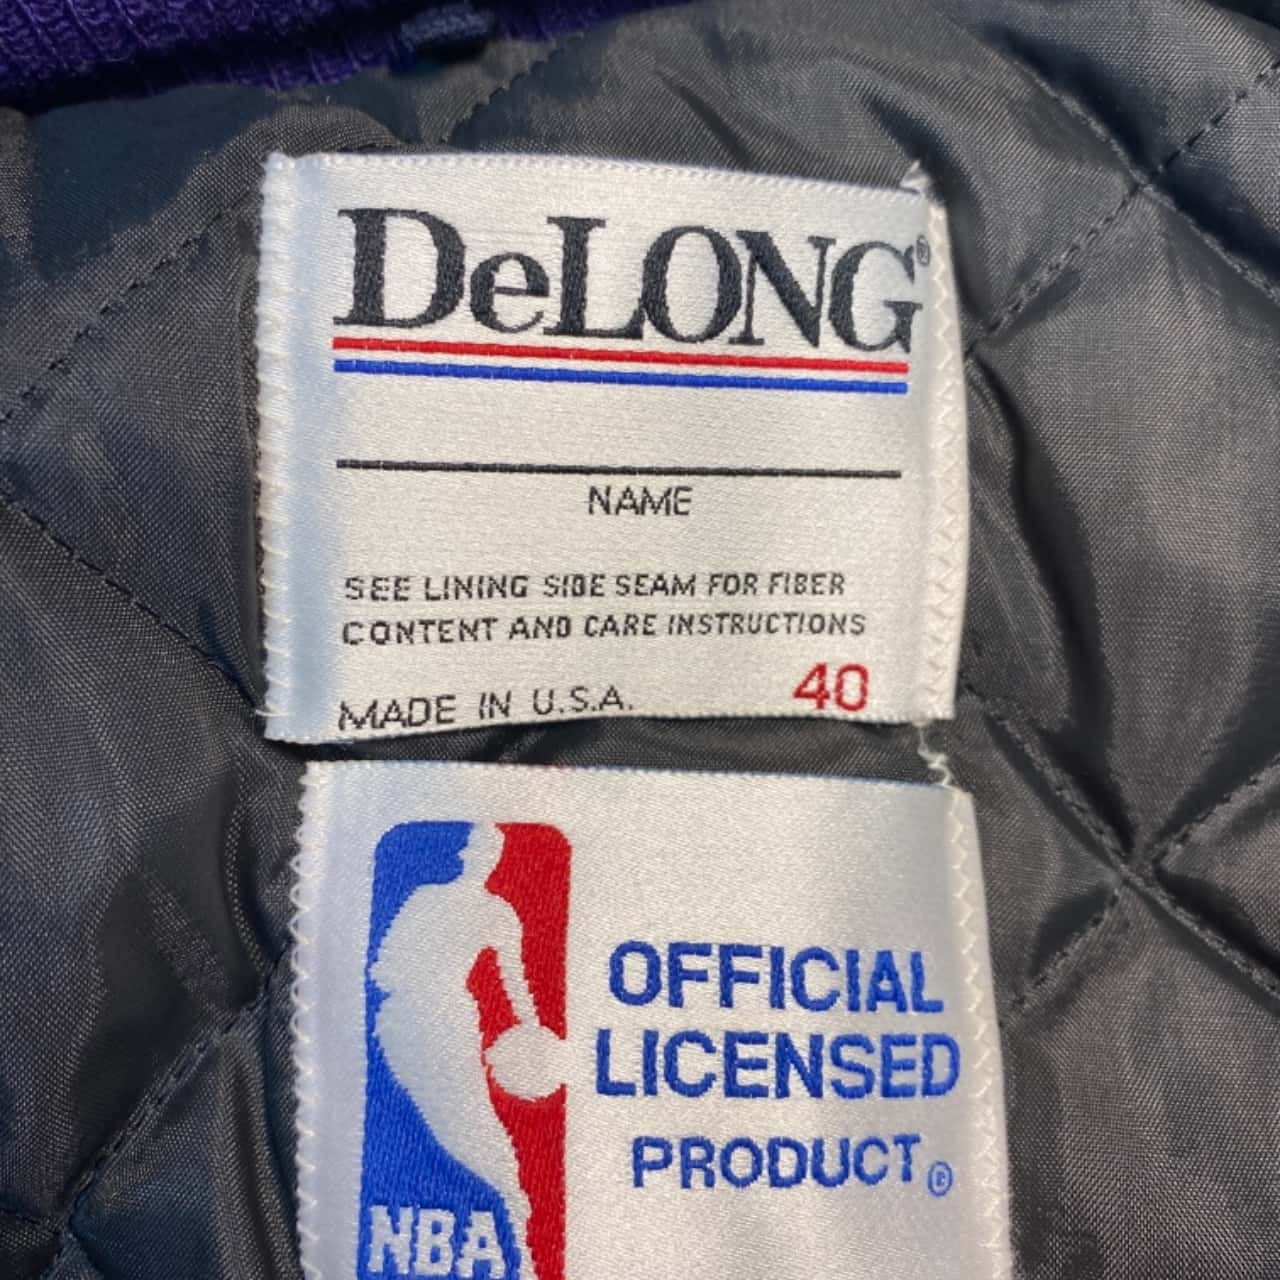 DeLONG®
NAME
SEE LINING SIDE SEAM FOR FIBER
CONTENT AND CARE INSTRUCTIONS
MADE IN U.S.A. 40
OFFICIAL
LICENSED
PRODUCT®
NBA